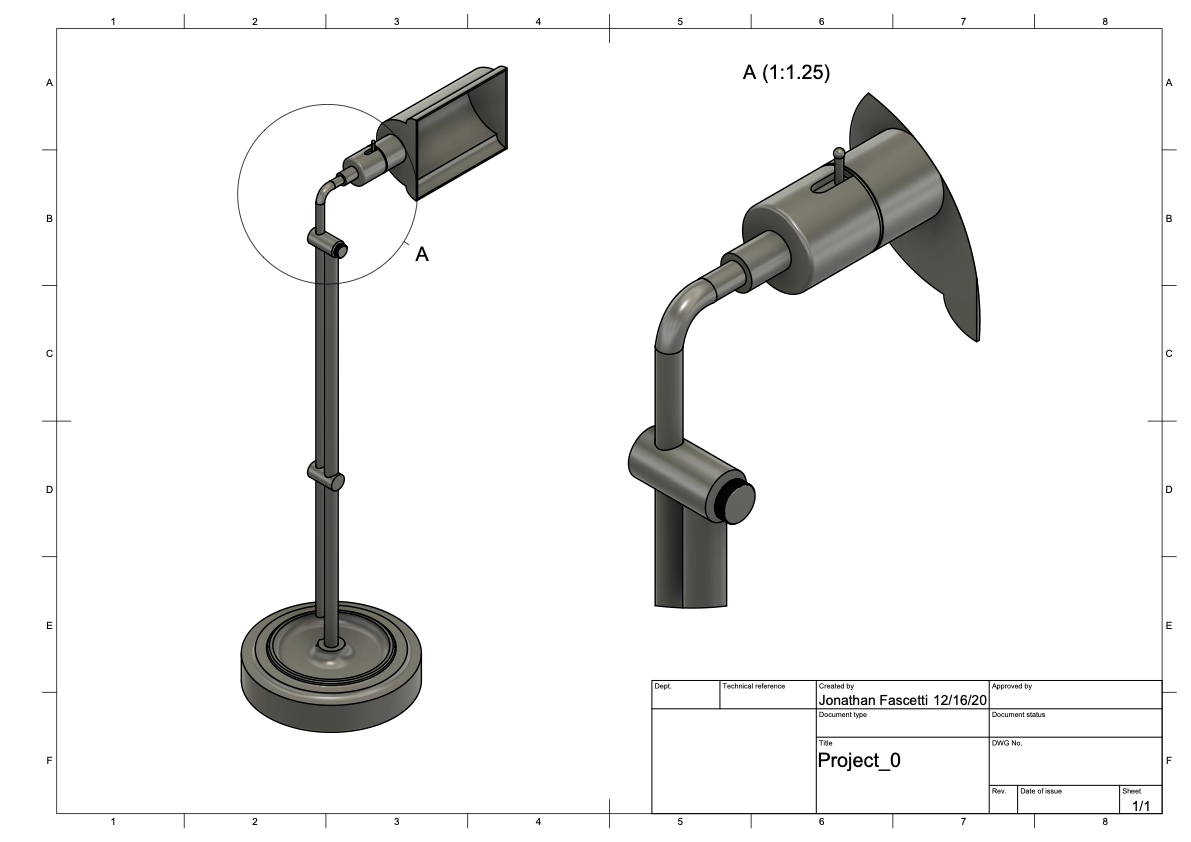 1 2 3 4 5 6 7 8
A A
A (1:1.25)
B B
A
C C
D D
E E
Dept. Technical reference Created by Approved by
Jonathan Fascetti 12/16/20
Document type Document status
Title DWG No.
Project_0
F F
Rev. Date of issue Sheet
1/1
1 2 3 4 5 6 7 8